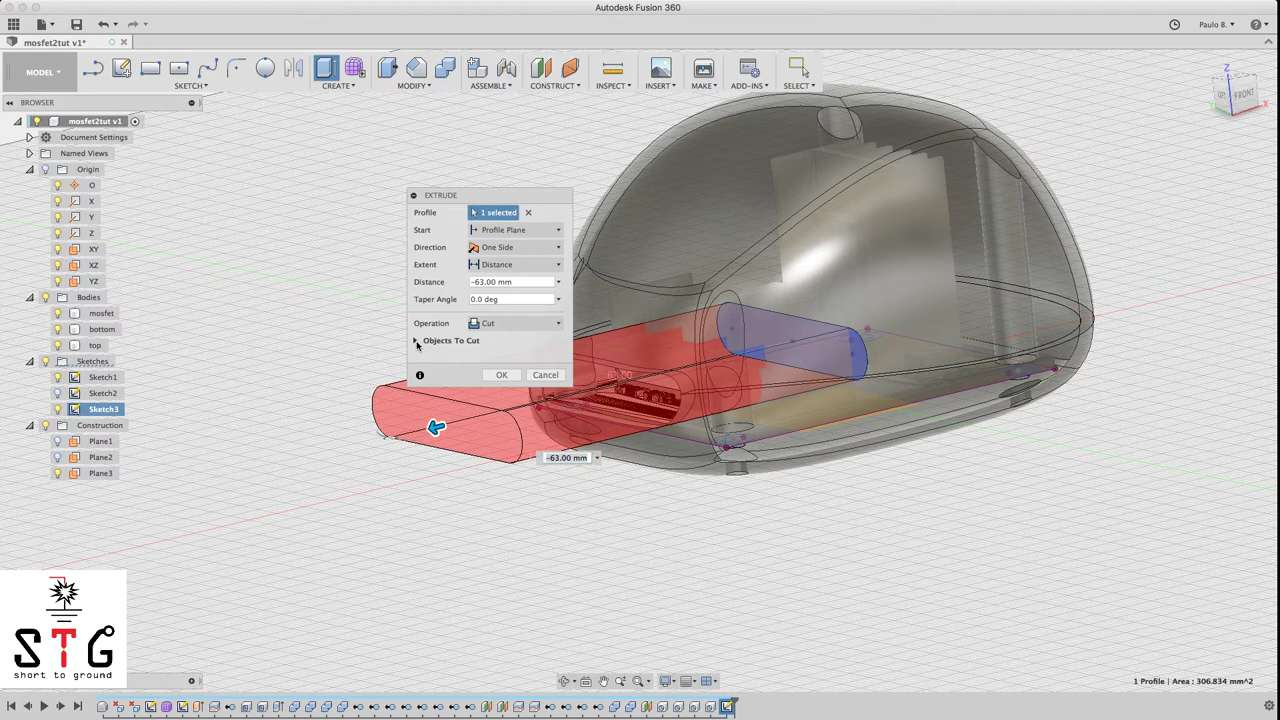 Autodesk Fusion 360
Paulo B.
mosfet2tut v1*
MODEL
SKETCH
CREATE
MODIFY
ASSEMBLE
CONSTRUCT
INSPECT
INSERT
MAKE
ADD-INS
SELECT
BROWSER
mosfet2tut v1
Document Settings
Named Views
Origin
O
X
Y
Z
XY
XZ
YZ
Bodies
mosfet
bottom
top
Sketches
Sketch1
Sketch2
Sketch3
Construction
Plane1
Plane2
Plane3
EXTRUDE
Profile 1 selected
Start Profile Plane
Direction One Side
Extent Distance
Distance -63.00 mm
Taper Angle 0.0 deg
Operation Cut
Objects To Cut
OK Cancel
63.00
-63.00 mm
Z
FRONT
X
Y
STG
short to ground
1 Profile | Area : 306.834 mm^2